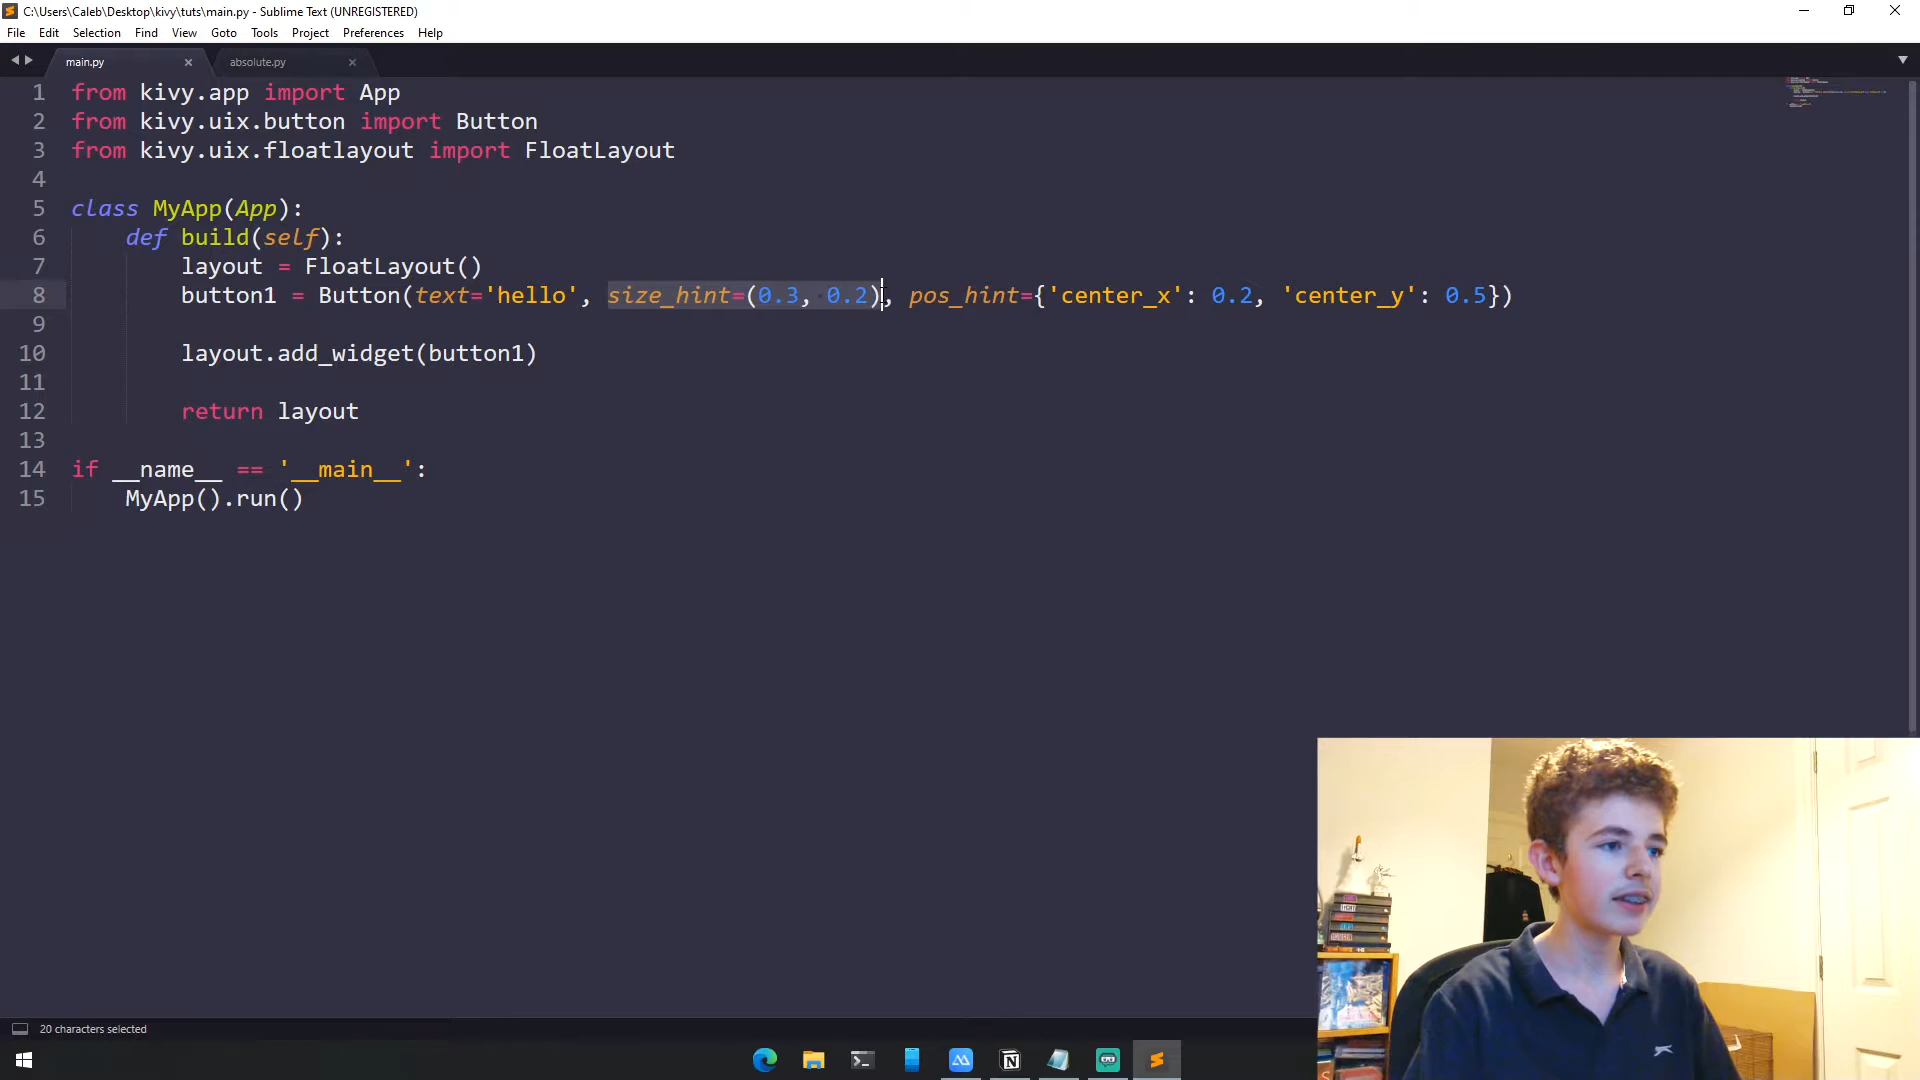 C:\Users\Caleb\Desktop\kivy\tuts\main.py - Sublime Text (UNREGISTERED)
File Edit Selection Find View Goto Tools Project Preferences Help
main.py absolute.py
1 from kivy.app import App
2 from kivy.uix.button import Button
3 from kivy.uix.floatlayout import FloatLayout
4
5 class MyApp(App):
6 def build(self):
7 layout = FloatLayout()
8 button1 = Button(text='hello', size_hint=(0.3, 0.2), pos_hint={'center_x': 0.2, 'center_y': 0.5})
9
10 layout.add_widget(button1)
11
12 return layout
13
14 if __name__ == '__main__':
15 MyApp().run()
20 characters selected